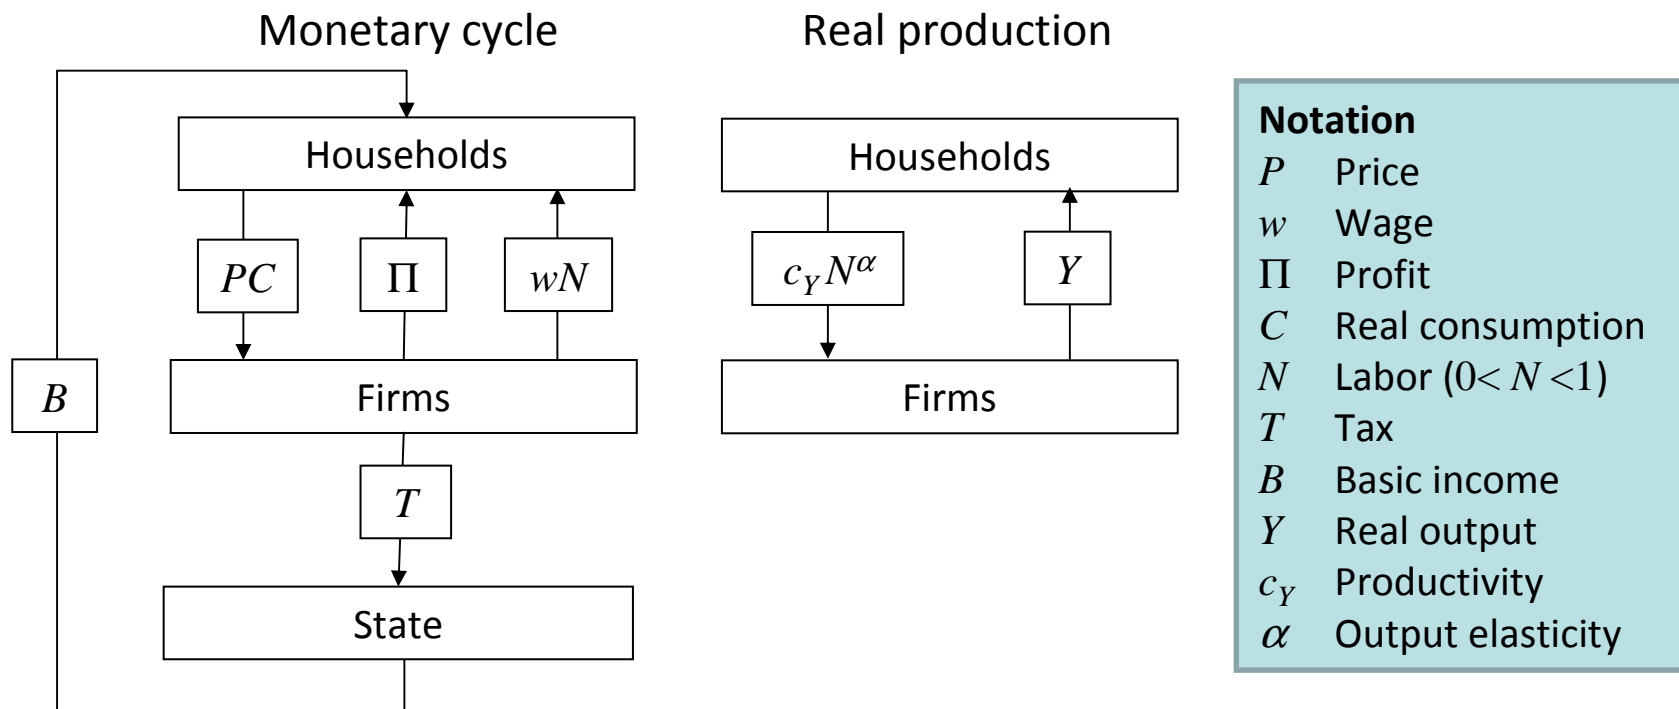 Monetary cycle
Households
PC
Π
wN
B
Firms
T
State
Real production
Households
c_Y N^α
Y
Firms
Notation
P Price
w Wage
Π Profit
C Real consumption
N Labor (0< N <1)
T Tax
B Basic income
Y Real output
c_Y Productivity
α Output elasticity